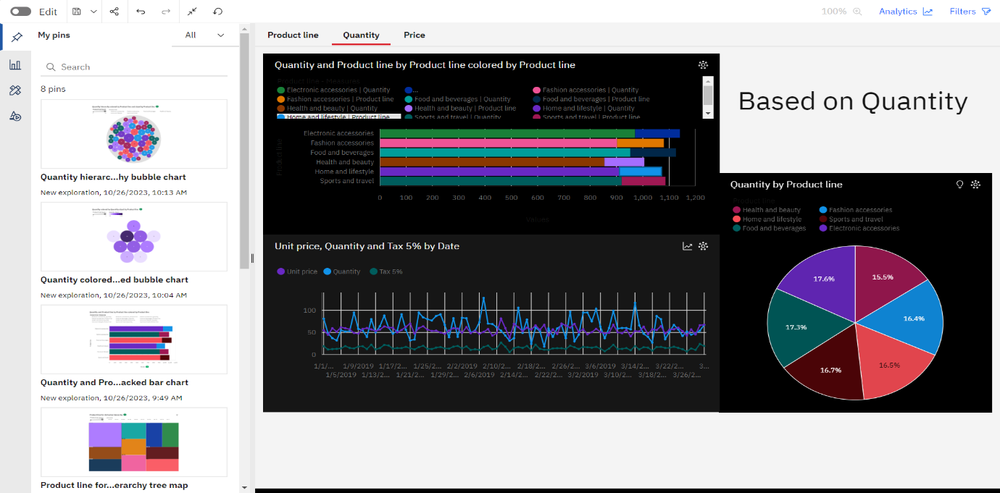 Edit
100%
Analytics
Filters
My pins
All
Search
8 pins
Quantity hierarc...hy bubble chart
New exploration, 10/26/2023, 10:13 AM
Quantity colored...ed bubble chart
New exploration, 10/26/2023, 10:04 AM
Quantity and Pro...acked bar chart
New exploration, 10/26/2023, 9:49 AM
Product line for...erarchy tree map
Product line
Quantity
Price
Quantity and Product line by Product line colored by Product line
Product line - Measures
Electronic accessories | Quantity
...
Fashion accessories | Quantity
Fashion accessories | Product line
Food and beverages | Quantity
Food and beverages | Product line
Health and beauty | Quantity
Health and beauty | Product line
Home and lifestyle | Quantity
Home and lifestyle | Product line
Sports and travel | Quantity
Sports and travel | Product line
Product line
Electronic accessories
Fashion accessories
Food and beverages
Health and beauty
Home and lifestyle
Sports and travel
0 100 200 300 400 500 600 700 800 900 1,000 1,100 1,200
Values
Unit price, Quantity and Tax 5% by Date
Unit price
Quantity
Tax 5%
100
50
0
1/1/... 1/9/2019 1/17/2... 1/25/2... 2/2/2019 2/10/2... 2/18/2... 2/26/2... 3/6/2019 3/14/2... 3/22/2... 3...
1/5/2019 1/13/2... 1/21/2... 1/29/2... 2/6/2019 2/14/2... 2/22/2... 3/2/2019 3/10/2... 3/18/2... 3/26/2...
Based on Quantity
Quantity by Product line
Product line
Health and beauty
Fashion accessories
Home and lifestyle
Sports and travel
Food and beverages
Electronic accessories
17.6%
15.5%
16.4%
17.3%
16.5%
16.7%